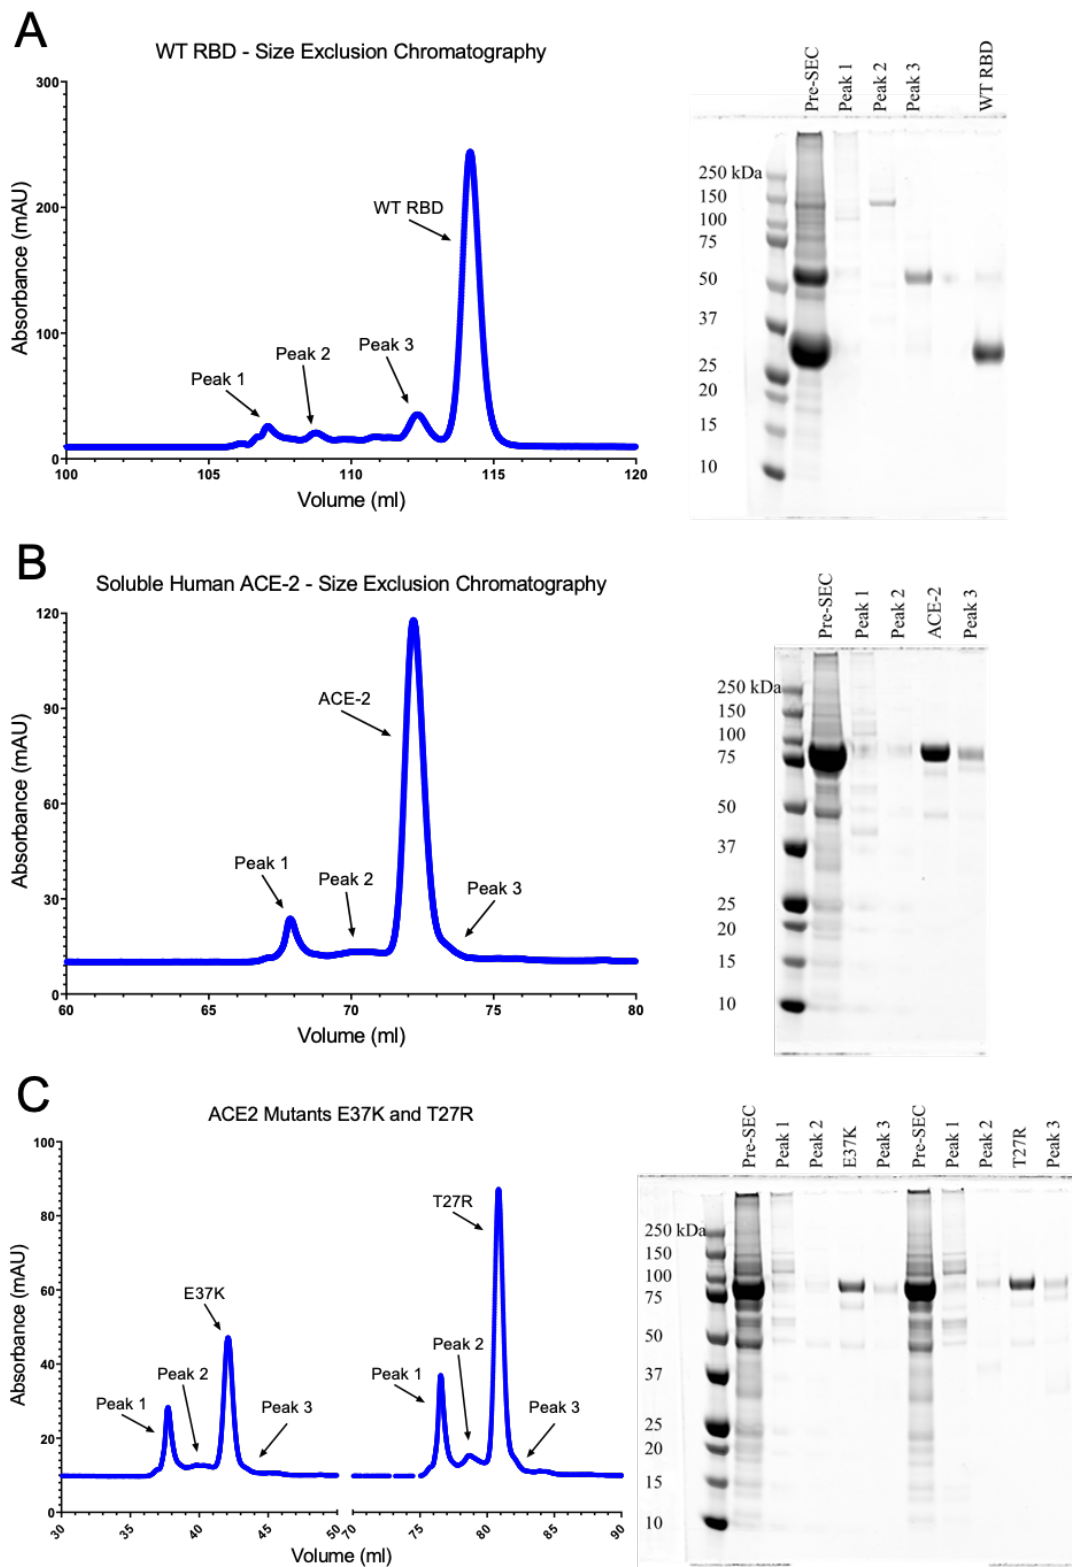 A
WT RBD - Size Exclusion Chromatography
Absorbance (mAU)
300
200
100
0
WT RBD
Peak 1
Peak 2
Peak 3
100
105
110
115
120
Volume (ml)
Pre-SEC
Peak 1
Peak 2
Peak 3
WT RBD
250 kDa
150
100
75
50
37
25
20
15
10
B
Soluble Human ACE-2 - Size Exclusion Chromatography
Absorbance (mAU)
120
90
60
30
0
ACE-2
Peak 1
Peak 2
Peak 3
60
65
70
75
80
Volume (ml)
Pre-SEC
Peak 1
Peak 2
ACE-2
Peak 3
250 kDa
150
100
75
50
37
25
20
15
10
C
ACE2 Mutants E37K and T27R
Absorbance (mAU)
100
80
60
40
20
0
Peak 1
Peak 2
E37K
Peak 3
Peak 1
Peak 2
T27R
Peak 3
30
35
40
45
50
70
75
80
85
90
Volume (ml)
Pre-SEC
Peak 1
Peak 2
E37K
Peak 3
Pre-SEC
Peak 1
Peak 2
T27R
Peak 3
250 kDa
150
100
75
50
37
25
20
15
10